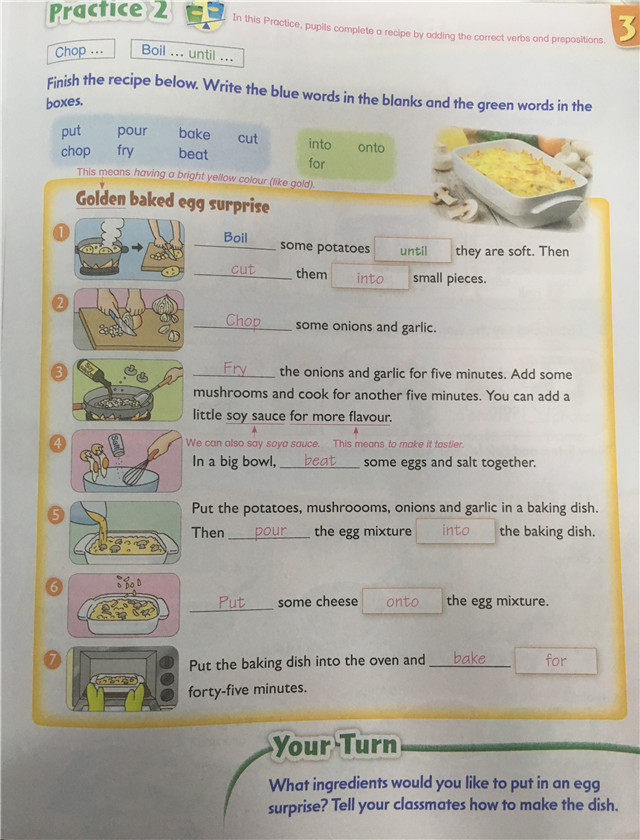 Practice 2
In this Practice, pupils complete a recipe by adding the correct verbs and prepositions.
3
Chop ...
Boil ... until ...
Finish the recipe below. Write the blue words in the blanks and the green words in the
boxes.
put pour bake cut
chop fry beat
into onto
for
This means having a bright yellow colour (like gold).
Golden baked egg surprise
1
Boil some potatoes until they are soft. Then
cut them into small pieces.
2
Chop some onions and garlic.
3
Fry the onions and garlic for five minutes. Add some
mushrooms and cook for another five minutes. You can add a
little soy sauce for more flavour.
We can also say soya sauce. This means to make it tastier.
4
In a big bowl, beat some eggs and salt together.
5
Put the potatoes, mushroooms, onions and garlic in a baking dish.
Then pour the egg mixture into the baking dish.
6
Put some cheese onto the egg mixture.
7
Put the baking dish into the oven and bake for
forty-five minutes.
Your Turn
What ingredients would you like to put in an egg
surprise? Tell your classmates how to make the dish.